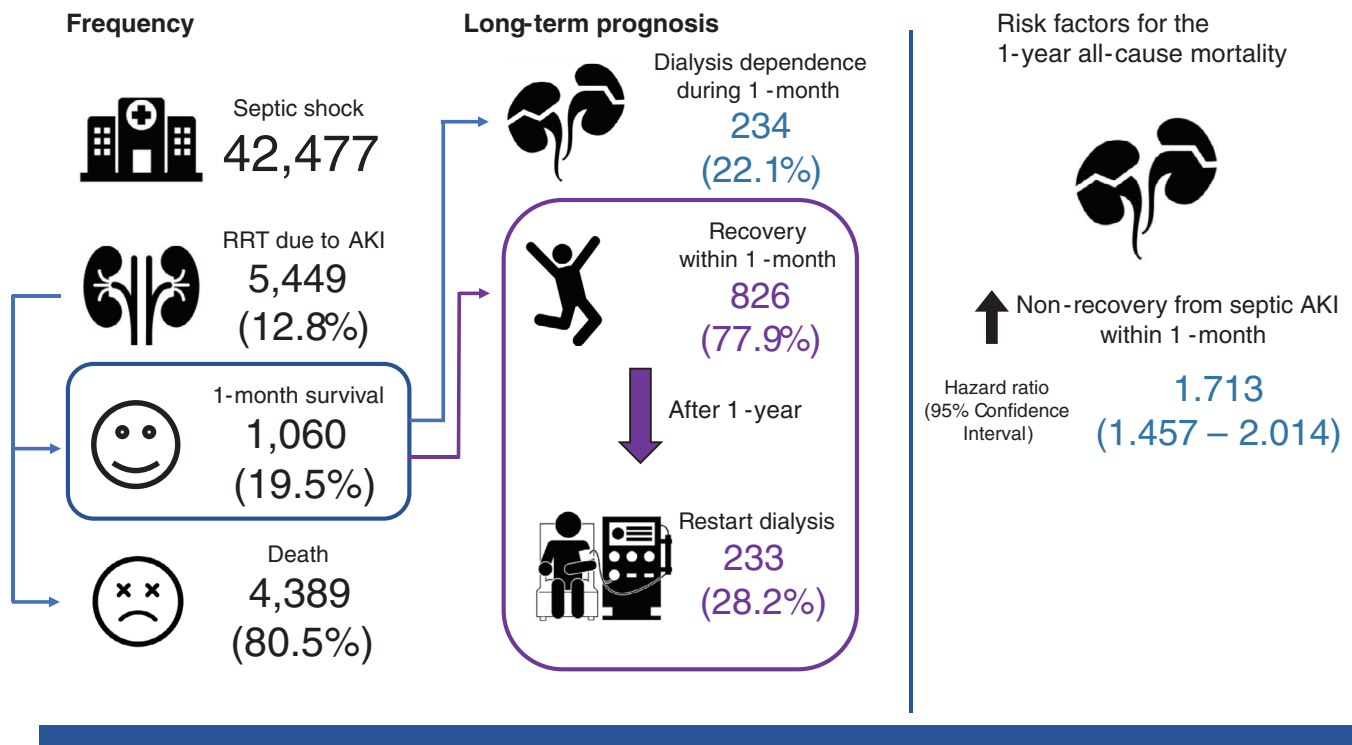 Frequency
Septic shock
42,477
RRT due to AKI
5,449
(12.8%)
1-month survival
1,060
(19.5%)
Death
4,389
(80.5%)
Long-term prognosis
Dialysis dependence
during 1-month
234
(22.1%)
Recovery
within 1-month
826
(77.9%)
After 1-year
Restart dialysis
233
(28.2%)
Risk factors for the
1-year all-cause mortality
Non-recovery from septic AKI
within 1-month
Hazard ratio
(95% Confidence
Interval)
1.713
(1.457 – 2.014)